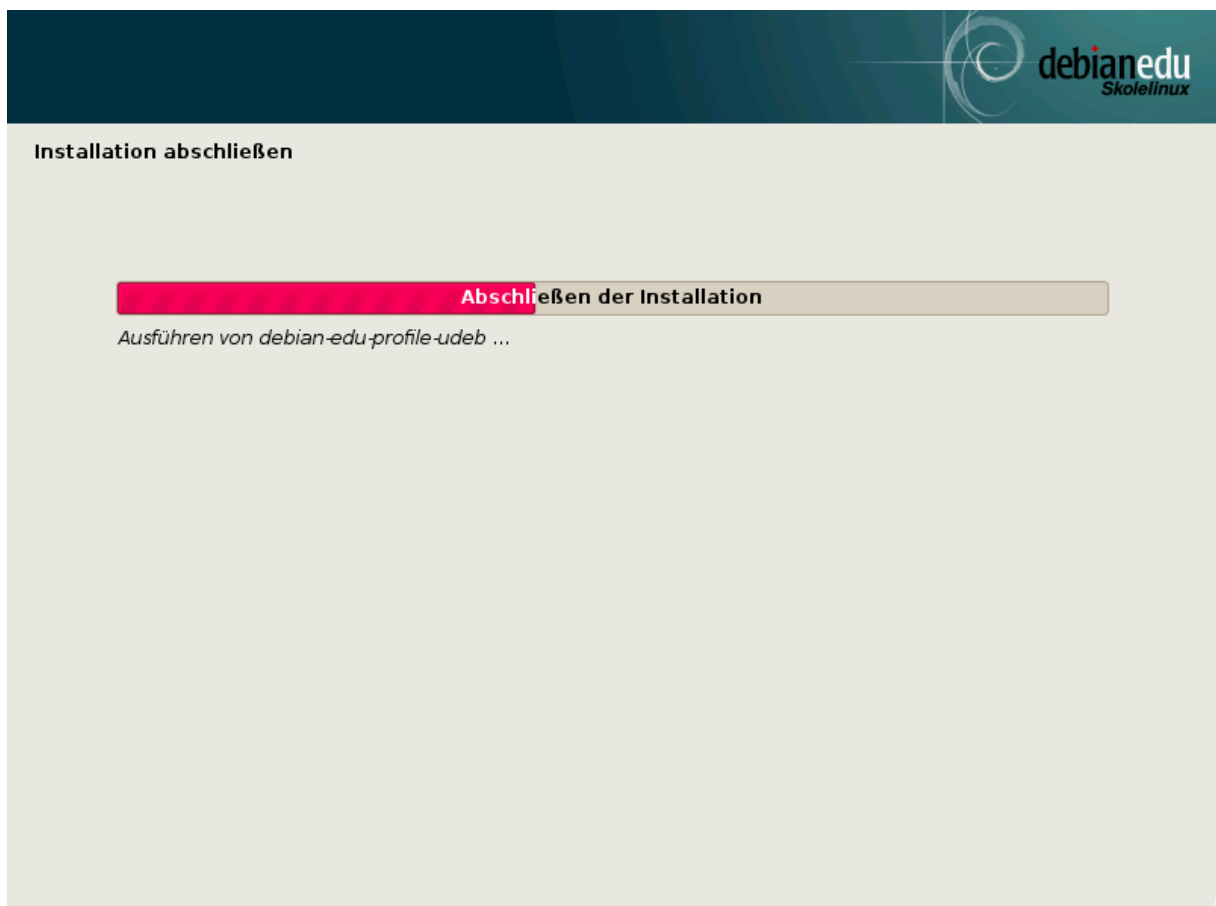 debianedu
Skolelinux
Installation abschließen
Abschließen der Installation
Ausführen von debian-edu-profile-udeb ...